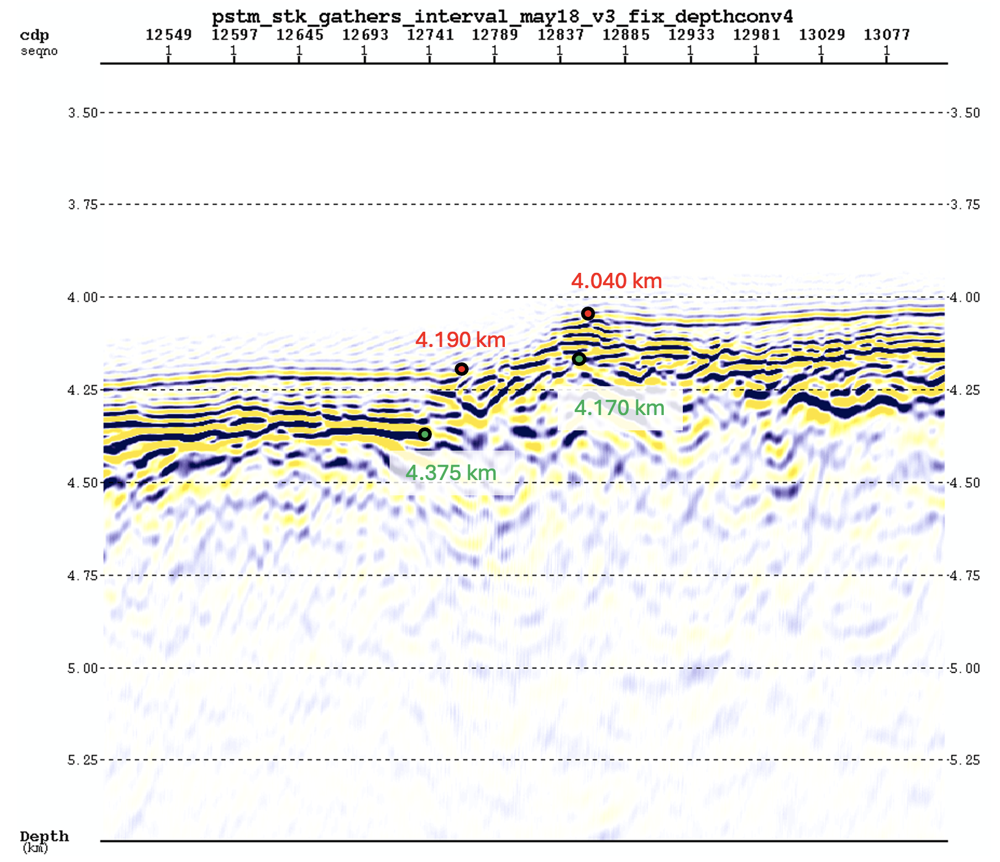 pstm_stk_gathers_interval_may18_v3_fix_depthconv4
cdp 12549 12597 12645 12693 12741 12789 12837 12885 12933 12981 13029 13077
seqno 1 1 1 1 1 1 1 1 1 1 1 1
3.50 3.50
3.75 3.75
4.040 km
4.00 4.00
4.190 km
4.25 4.25
4.170 km
4.375 km
4.50 4.50
4.75 4.75
5.00 5.00
5.25 5.25
Depth
(km)